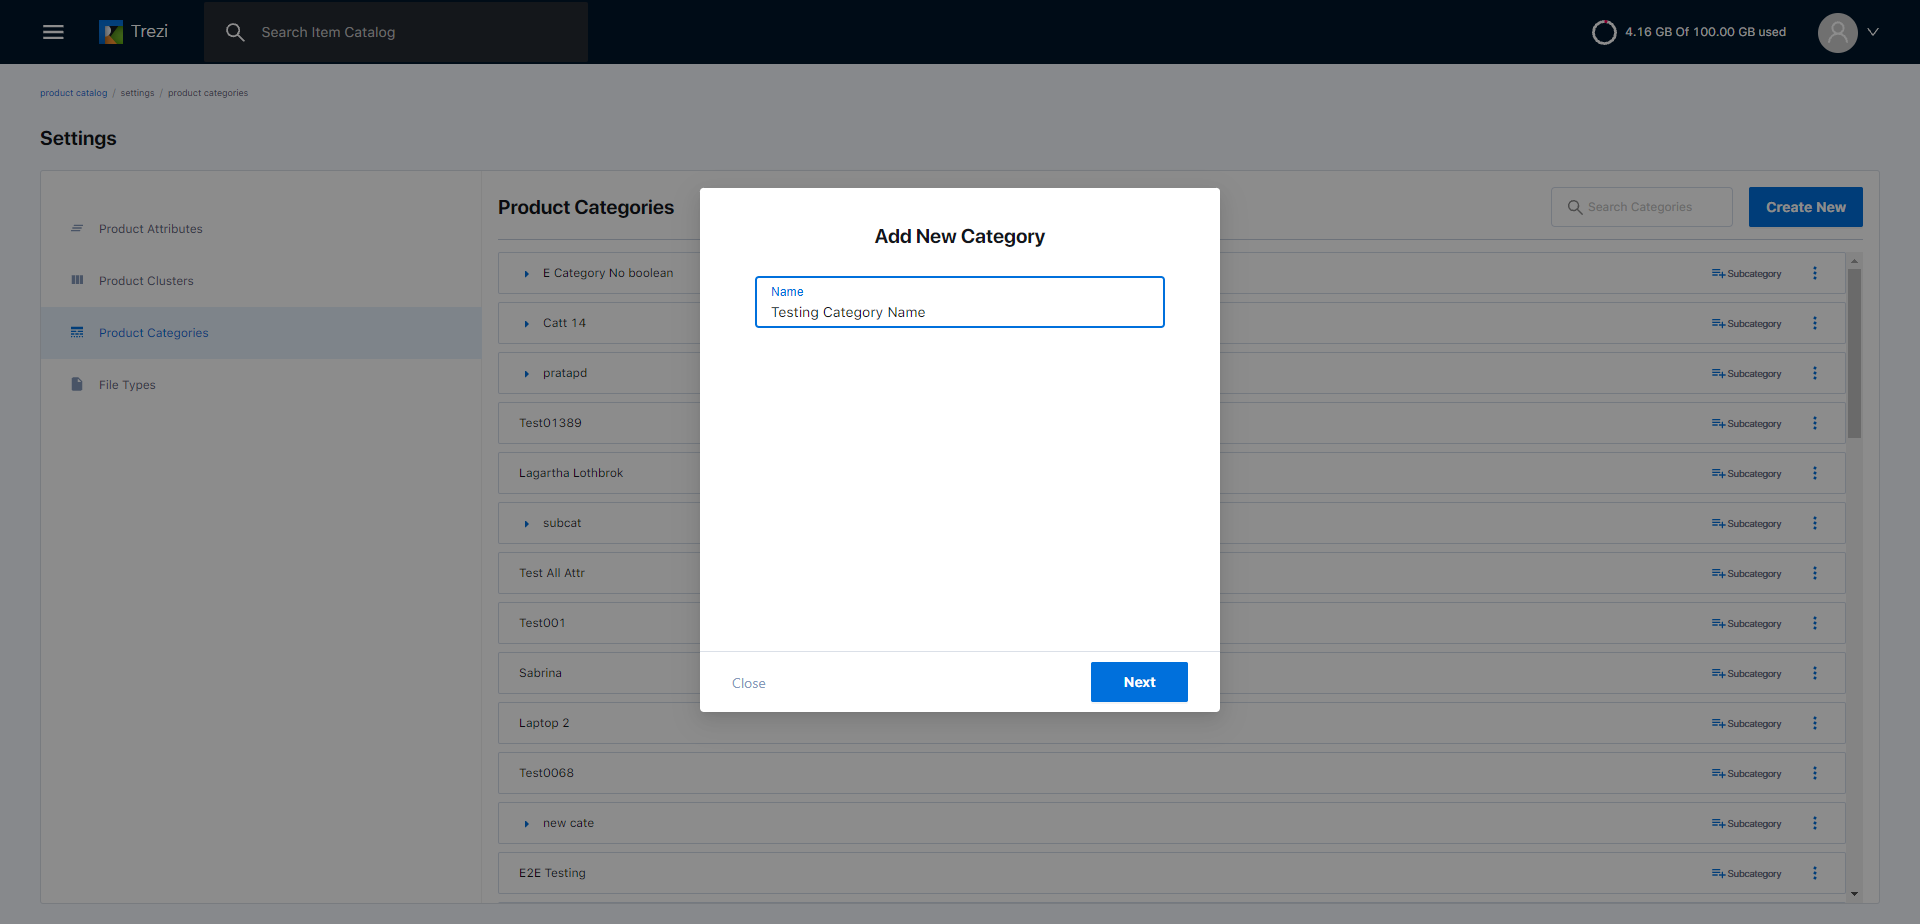 Trezi
Search Item Catalog
4.16 GB Of 100.00 GB used
product catalog / settings / product categories
Settings
Product Attributes
Product Clusters
Product Categories
File Types
Product Categories
Search Categories
Create New
E Category No boolean
Subcategory
Catt 14
Subcategory
pratapd
Subcategory
Test01389
Subcategory
Lagartha Lothbrok
Subcategory
subcat
Subcategory
Test All Attr
Subcategory
Test001
Subcategory
Sabrina
Subcategory
Laptop 2
Subcategory
Test0068
Subcategory
new cate
Subcategory
E2E Testing
Subcategory
Add New Category
Name
Testing Category Name
Close
Next